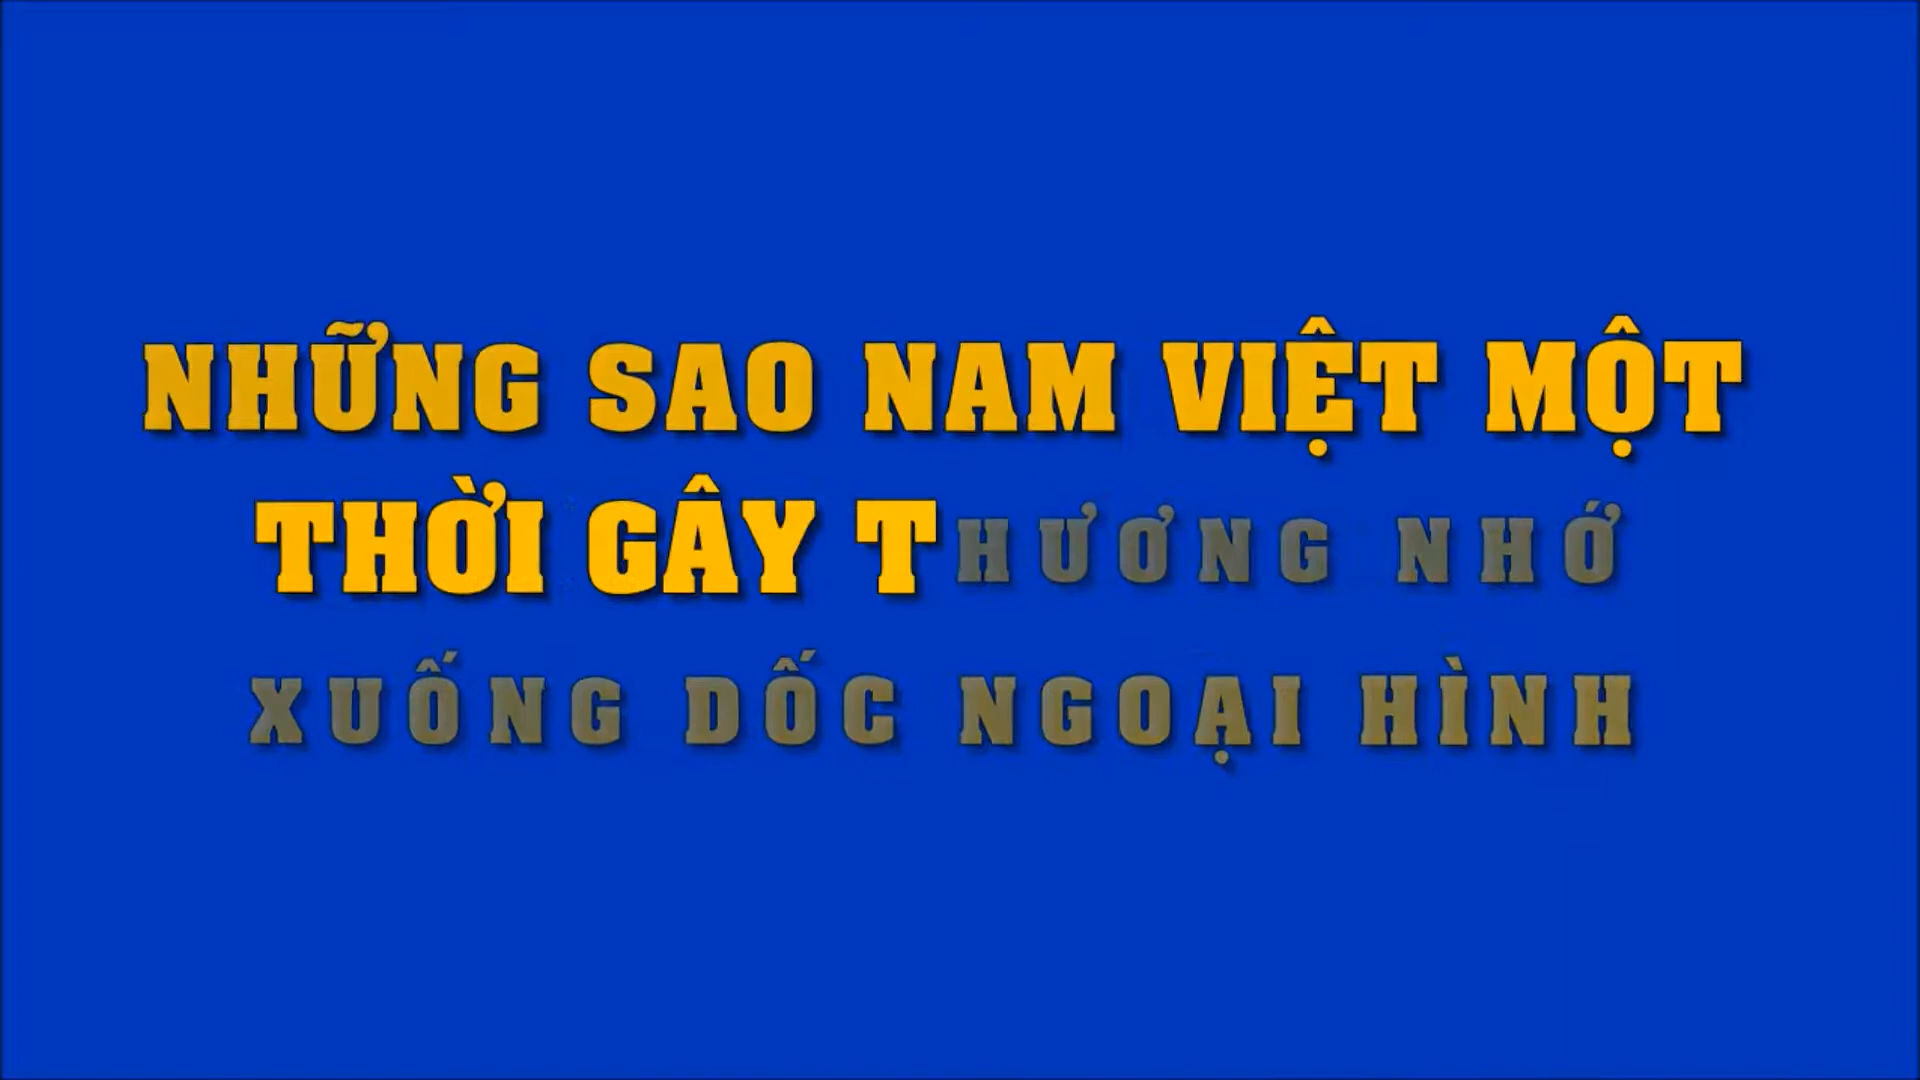 NHỮNG SAO NAM VIỆT MỘT
THỜI GÂY THƯƠNG NHỚ
XUỐNG DỐC NGOẠI HÌNH